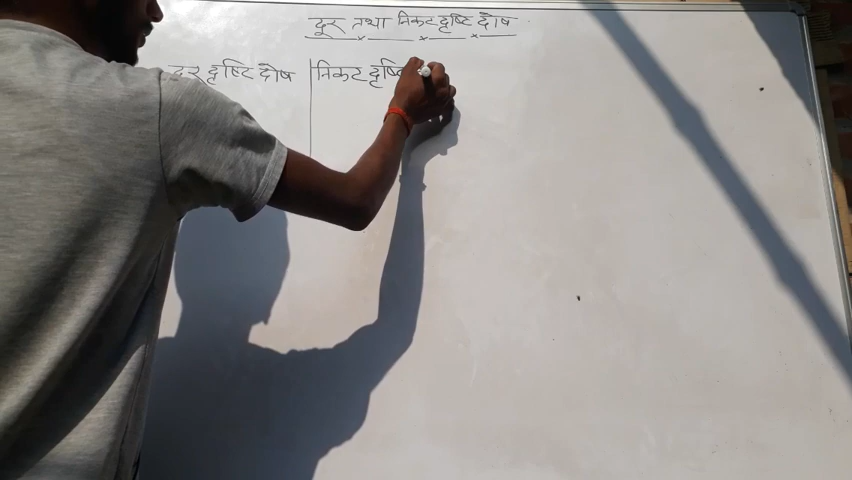 दूर तथा निकट दृष्टि दोष
दूर दृष्टि दोष
निकट दृष्टि